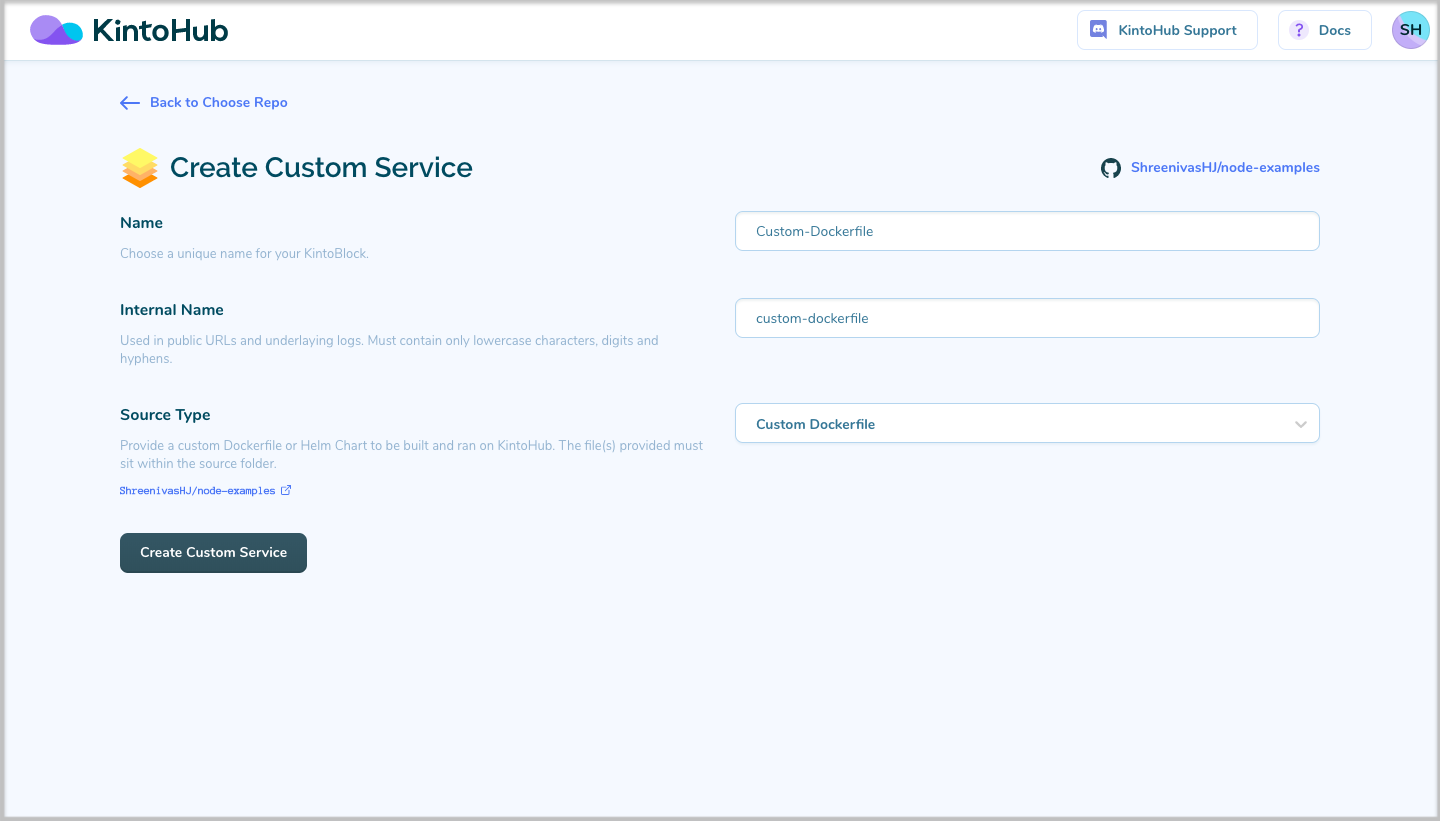 KintoHub
KintoHub Support
?
Docs
SH
Back to Choose Repo
Create Custom Service
ShreenivasHJ/node-examples
Name
Custom-Dockerfile
Choose a unique name for your KintoBlock.
Internal Name
custom-dockerfile
Used in public URLs and underlaying logs. Must contain only lowercase characters, digits and
hyphens.
Source Type
Custom Dockerfile
Provide a custom Dockerfile or Helm Chart to be built and ran on KintoHub. The file(s) provided must
sit within the source folder.
ShreenivasHJ/node-examples
Create Custom Service